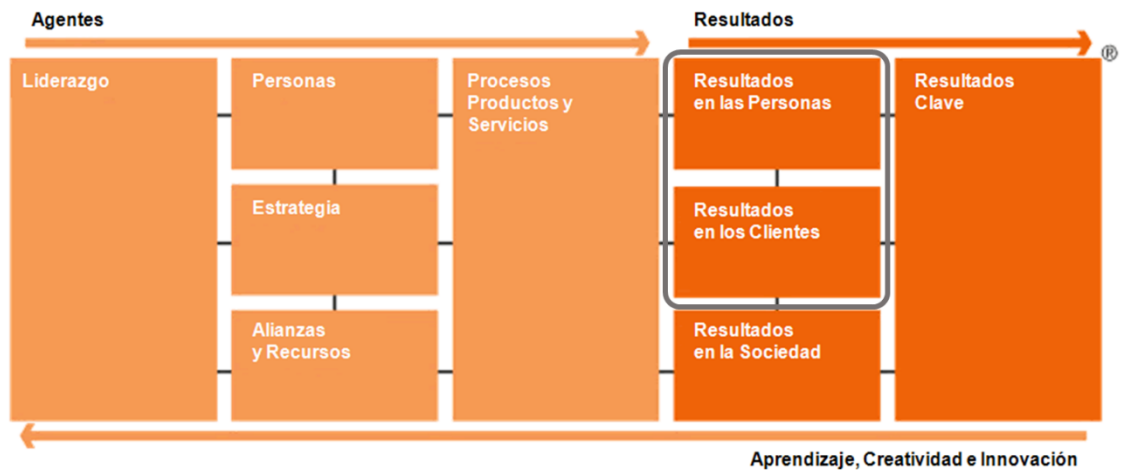 Agentes
Resultados
®
Liderazgo
Personas
Procesos
Productos y
Servicios
Resultados
en las Personas
Resultados
Clave
Estrategia
Resultados
en los Clientes
Alianzas
y Recursos
Resultados
en la Sociedad
Aprendizaje, Creatividad e Innovación